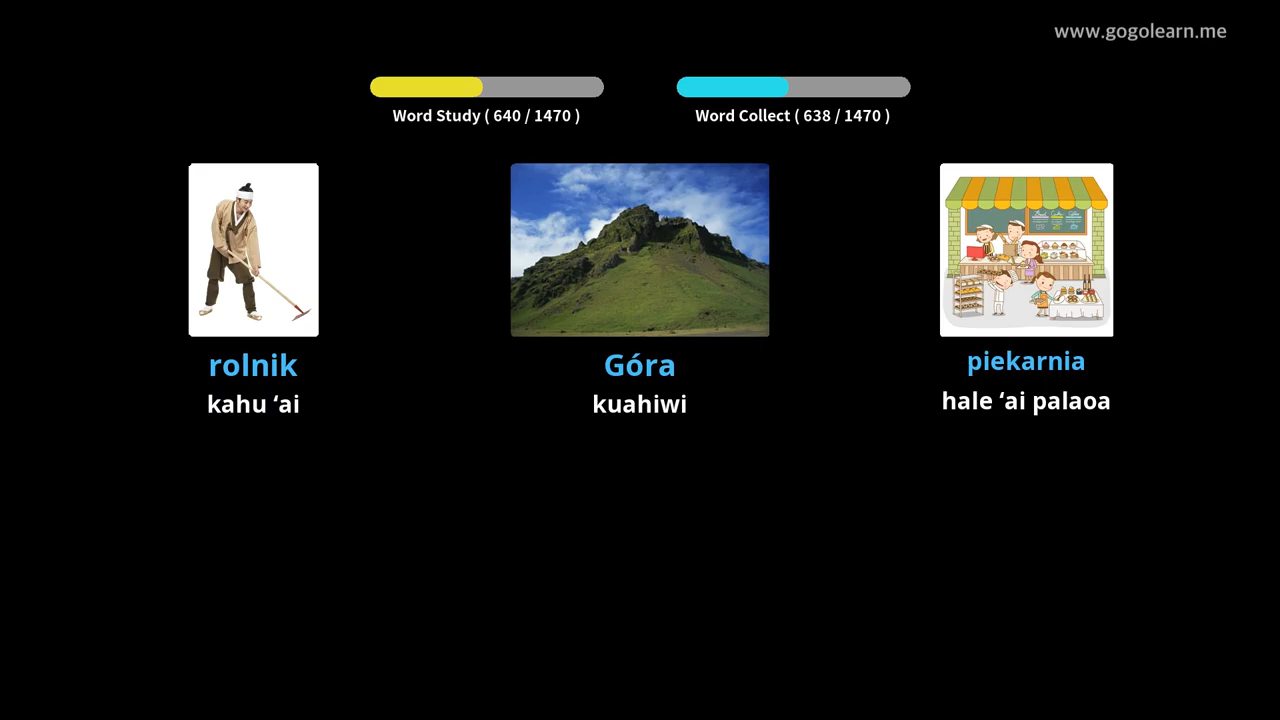 www.gogolearn.me
Word Study ( 640 / 1470 )
Word Collect ( 638 / 1470 )
rolnik
kahu ʻai
Góra
kuahiwi
piekarnia
hale ʻai palaoa